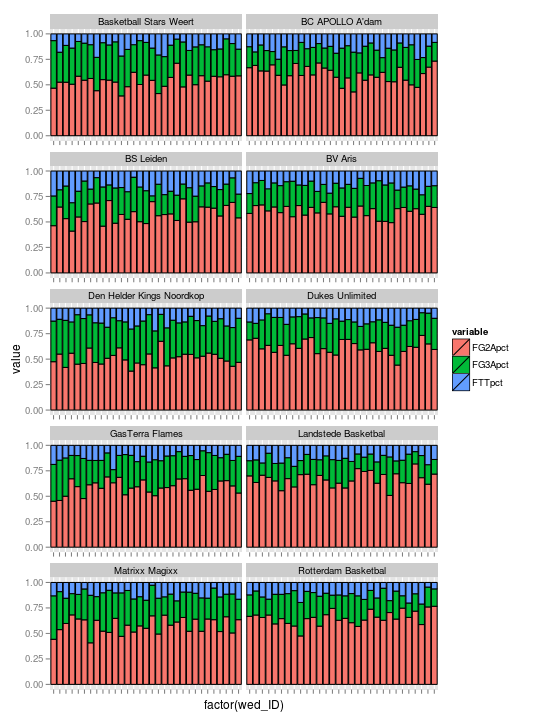 Basketball Stars Weert
BC APOLLO A'dam
1.00
0.75
0.50
0.25
0.00
BS Leiden
BV Aris
1.00
0.75
0.50
0.25
0.00
Den Helder Kings Noordkop
Dukes Unlimited
1.00
0.75
0.50
0.25
0.00
GasTerra Flames
Landstede Basketbal
1.00
0.75
0.50
0.25
0.00
Matrixx Magixx
Rotterdam Basketbal
1.00
0.75
0.50
0.25
0.00
value
factor(wed_ID)
variable
FG2Apct
FG3Apct
FTTpct